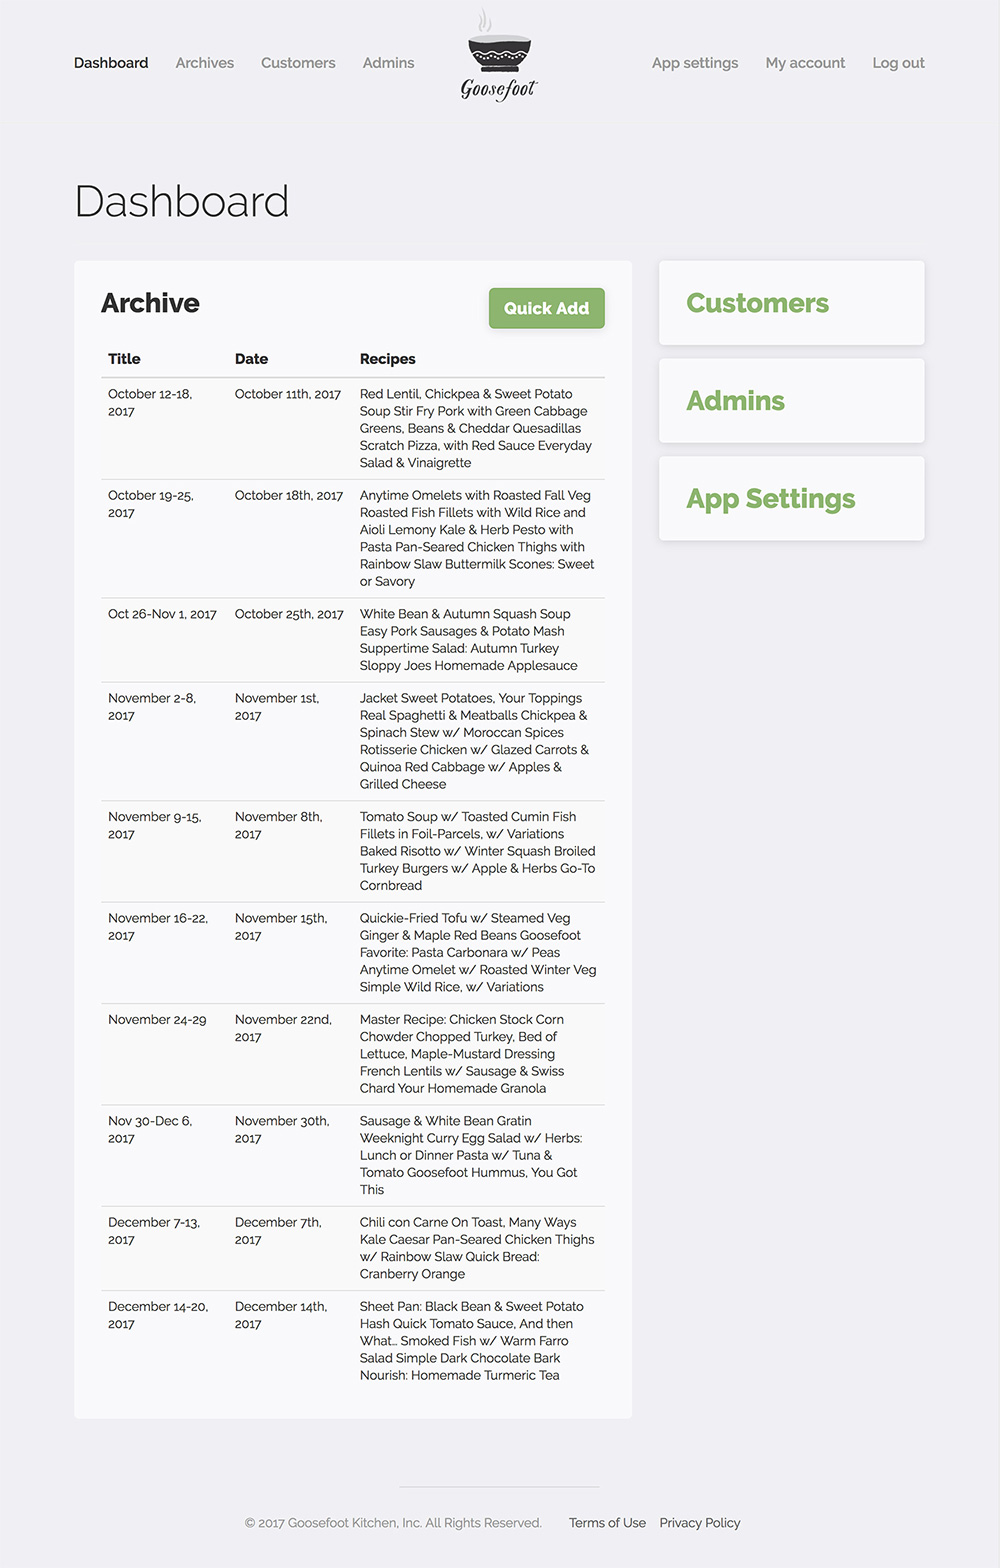 Dashboard Archives Customers Admins
Goosefoot
App settings My account Log out
Dashboard
Archive
Quick Add
Title Date Recipes
October 12-18, October 11th, 2017 Red Lentil, Chickpea & Sweet Potato
2017 Soup Stir Fry Pork with Green Cabbage
Greens, Beans & Cheddar Quesadillas
Scratch Pizza, with Red Sauce Everyday
Salad & Vinaigrette
October 19-25, October 18th, 2017 Anytime Omelets with Roasted Fall Veg
2017 Roasted Fish Fillets with Wild Rice and
Aioli Lemony Kale & Herb Pesto with
Pasta Pan-Seared Chicken Thighs with
Rainbow Slaw Buttermilk Scones: Sweet
or Savory
Oct 26-Nov 1, 2017 October 25th, 2017 White Bean & Autumn Squash Soup
Easy Pork Sausages & Potato Mash
Suppertime Salad: Autumn Turkey
Sloppy Joes Homemade Applesauce
November 2-8, November 1st, Jacket Sweet Potatoes, Your Toppings
2017 2017 Real Spaghetti & Meatballs Chickpea &
Spinach Stew w/ Moroccan Spices
Rotisserie Chicken w/ Glazed Carrots &
Quinoa Red Cabbage w/ Apples &
Grilled Cheese
November 9-15, November 8th, Tomato Soup w/ Toasted Cumin Fish
2017 2017 Fillets in Foil-Parcels, w/ Variations
Baked Risotto w/ Winter Squash Broiled
Turkey Burgers w/ Apple & Herbs Go-To
Cornbread
November 16-22, November 15th, Quickie-Fried Tofu w/ Steamed Veg
2017 2017 Ginger & Maple Red Beans Goosefoot
Favorite: Pasta Carbonara w/ Peas
Anytime Omelet w/ Roasted Winter Veg
Simple Wild Rice, w/ Variations
November 24-29 November 22nd, Master Recipe: Chicken Stock Corn
2017 Chowder Chopped Turkey, Bed of
Lettuce, Maple-Mustard Dressing
French Lentils w/ Sausage & Swiss
Chard Your Homemade Granola
Nov 30-Dec 6, November 30th, Sausage & White Bean Gratin
2017 2017 Weeknight Curry Egg Salad w/ Herbs:
Lunch or Dinner Pasta w/ Tuna &
Tomato Goosefoot Hummus, You Got
This
December 7-13, December 7th, Chili con Carne On Toast, Many Ways
2017 2017 Kale Caesar Pan-Seared Chicken Thighs
w/ Rainbow Slaw Quick Bread:
Cranberry Orange
December 14-20, December 14th, Sheet Pan: Black Bean & Sweet Potato
2017 2017 Hash Quick Tomato Sauce, And then
What... Smoked Fish w/ Warm Farro
Salad Simple Dark Chocolate Bark
Nourish: Homemade Turmeric Tea
Customers
Admins
App Settings
© 2017 Goosefoot Kitchen, Inc. All Rights Reserved. Terms of Use Privacy Policy